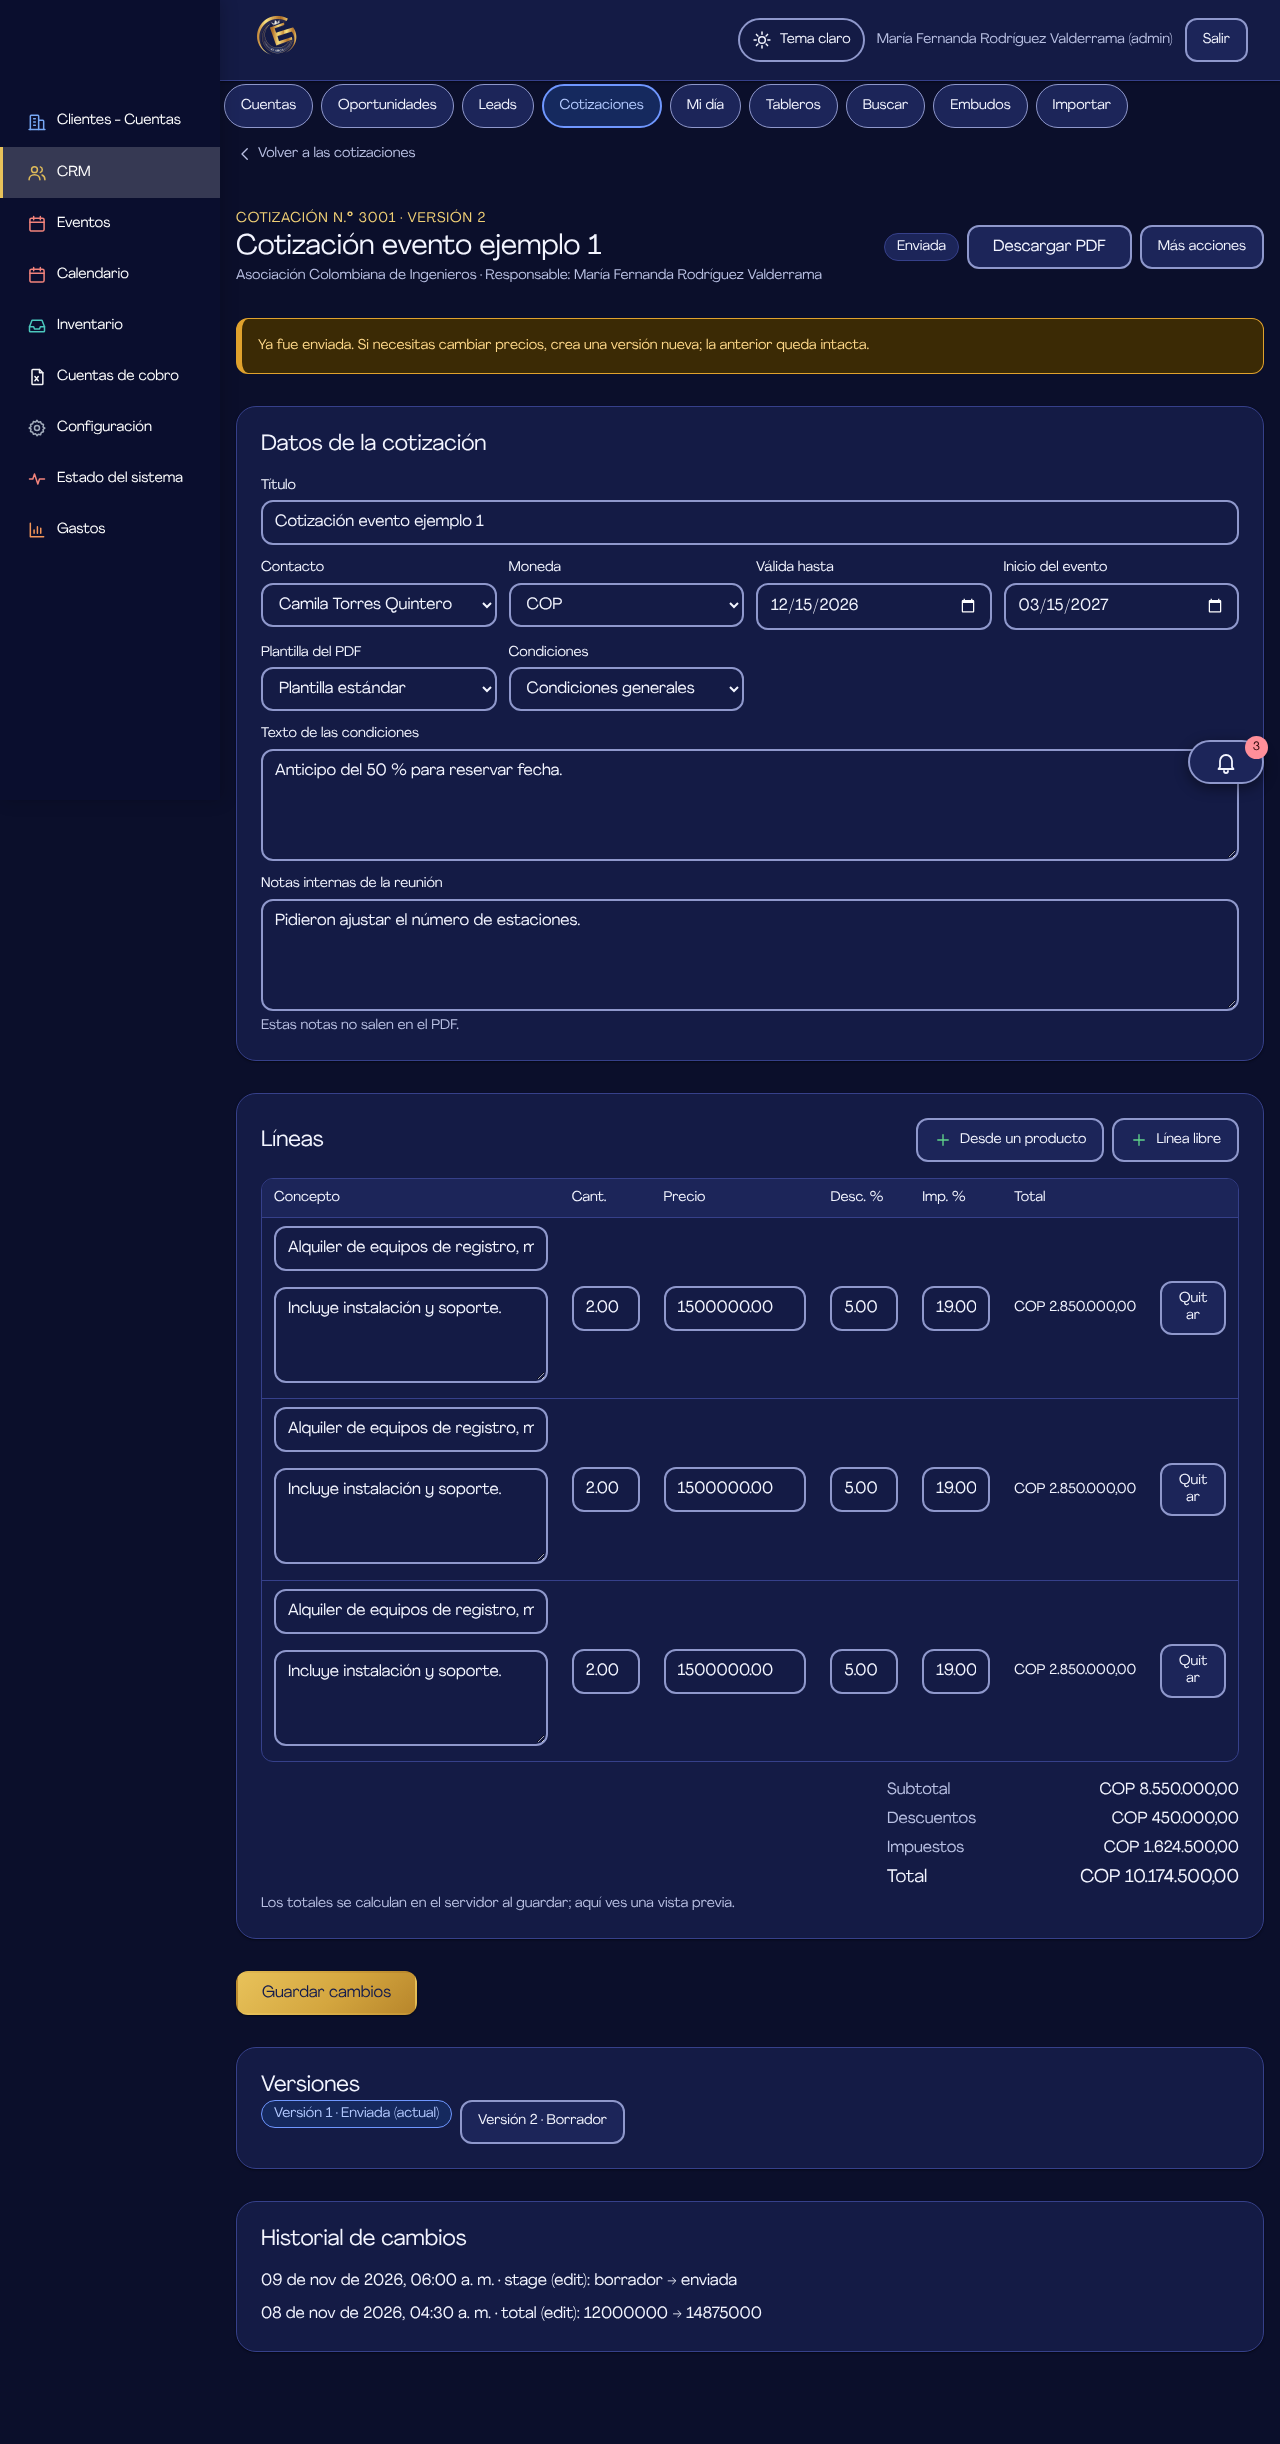 Tema claro
María Fernanda Rodríguez Valderrama (admin)
Salir
Clientes - Cuentas
CRM
Eventos
Calendario
Inventario
Cuentas de cobro
Configuración
Estado del sistema
Gastos
Cuentas
Oportunidades
Leads
Cotizaciones
Mi día
Tableros
Buscar
Embudos
Importar
Volver a las cotizaciones
COTIZACIÓN N.º 3001 · VERSIÓN 2
Cotización evento ejemplo 1
Asociación Colombiana de Ingenieros · Responsable: María Fernanda Rodríguez Valderrama
Enviada
Descargar PDF
Más acciones
Ya fue enviada. Si necesitas cambiar precios, crea una versión nueva; la anterior queda intacta.
Datos de la cotización
Título
Cotización evento ejemplo 1
Contacto
Moneda
Válida hasta
Inicio del evento
Camila Torres Quintero
COP
12/15/2026
03/15/2027
Plantilla del PDF
Condiciones
Plantilla estándar
Condiciones generales
Texto de las condiciones
Anticipo del 50 % para reservar fecha.
3
Notas internas de la reunión
Pidieron ajustar el número de estaciones.
Estas notas no salen en el PDF.
Líneas
Desde un producto
Línea libre
Concepto Cant. Precio Desc. % Imp. % Total
Alquiler de equipos de registro, m
Incluye instalación y soporte.
2.00 1500000.00 5.00 19.00 COP 2.850.000,00
Quit
ar
Alquiler de equipos de registro, m
Incluye instalación y soporte.
2.00 1500000.00 5.00 19.00 COP 2.850.000,00
Quit
ar
Alquiler de equipos de registro, m
Incluye instalación y soporte.
2.00 1500000.00 5.00 19.00 COP 2.850.000,00
Quit
ar
Subtotal COP 8.550.000,00
Descuentos COP 450.000,00
Impuestos COP 1.624.500,00
Total COP 10.174.500,00
Los totales se calculan en el servidor al guardar; aquí ves una vista previa.
Guardar cambios
Versiones
Versión 1 · Enviada (actual)
Versión 2 · Borrador
Historial de cambios
09 de nov de 2026, 06:00 a. m. · stage (edit): borrador → enviada
08 de nov de 2026, 04:30 a. m. · total (edit): 12000000 → 14875000